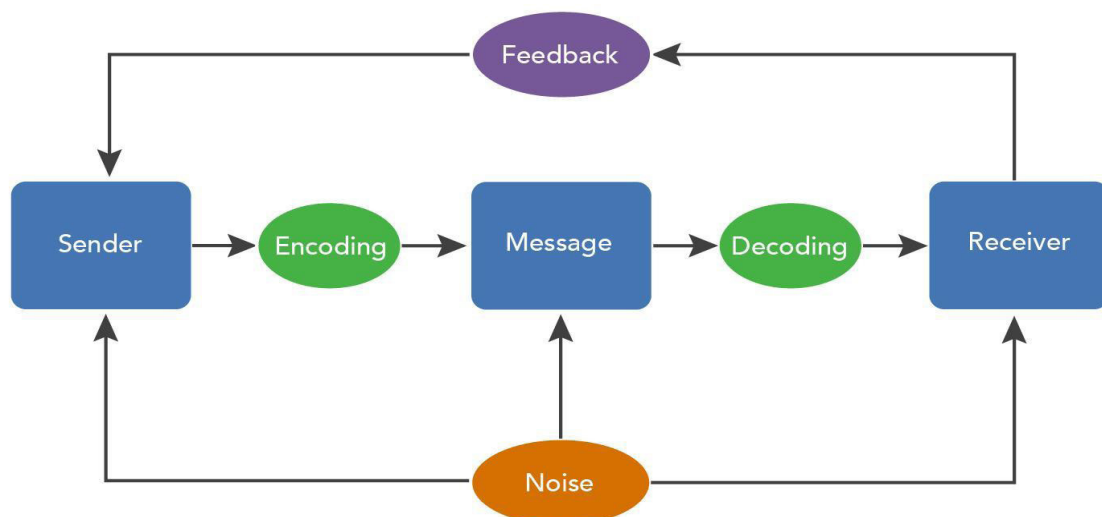 Feedback
Sender
Encoding
Message
Decoding
Receiver
Noise